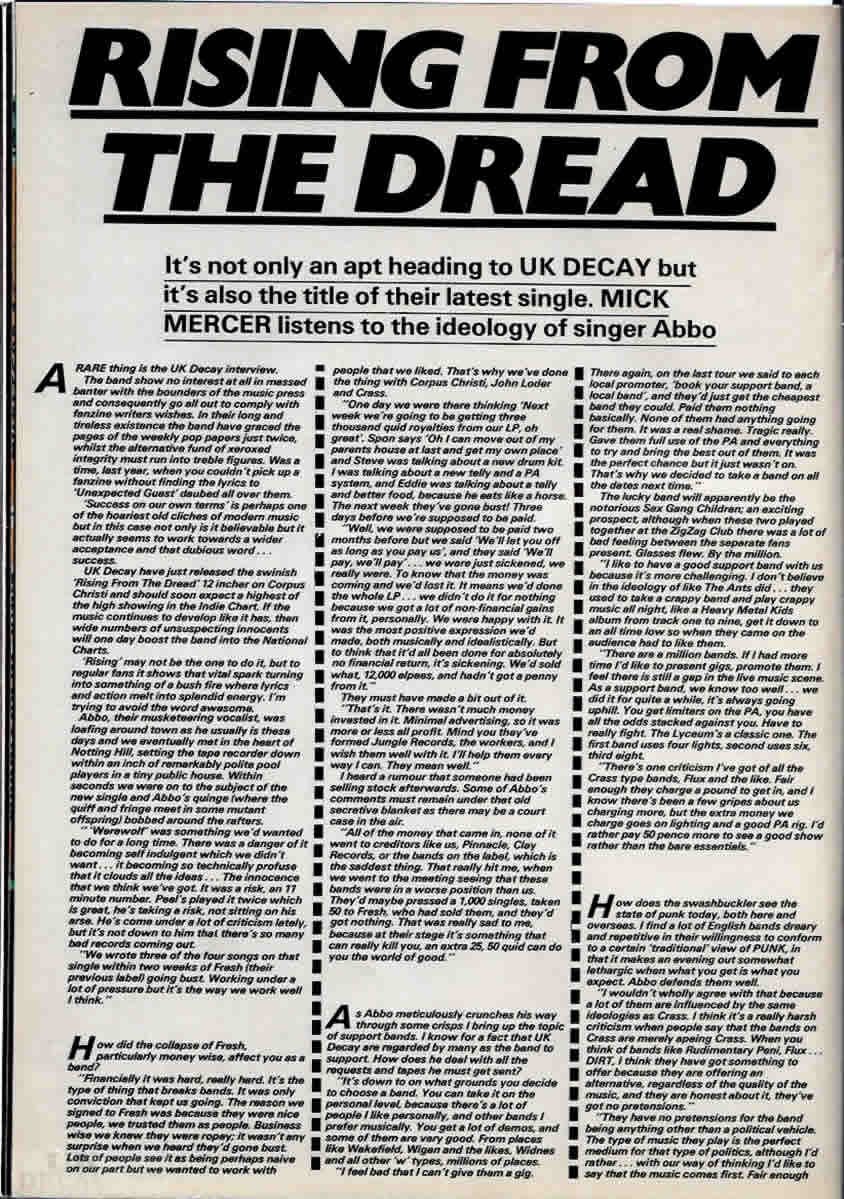 RISING FROM
THE DREAD
It's not only an apt heading to UK DECAY but
it's also the title of their latest single. MICK
MERCER listens to the ideology of singer Abbo
A RARE thing is the UK Decay interview.
The band show no interest at all in massed
banter with the bounders of the music press
and consequently go all out to comply with
fanzine writers wishes. In their long and
tireless existence the band have graced the
pages of the weekly pop papers just twice,
whilst the alternative fund of xeroxed
integrity must run into treble figures. Was a
time, last year, when you couldn't pick up a
fanzine without finding the lyrics to
'Unexpected Guest' daubed all over them.
'Success on our own terms' is perhaps one
of the hoariest old cliches of modern music
but in this case not only is it believable but it
actually seems to work towards a wider
acceptance and that dubious word . . .
success.
UK Decay have just released the swinish
'Rising From The Dread' 12 incher on Corpus
Christi and should soon expect a highest of
the high showing in the Indie Chart. If the
music continues to develop like it has, then
wide numbers of unsuspecting innocents
will one day boost the band into the National
Charts.
'Rising' may not be the one to do it, but to
regular fans it shows that vital spark turning
into something of a bush fire where lyrics
and action melt into splendid energy. I'm
trying to avoid the word awesome.
Abbo, their musketeering vocalist, was
loafing around town as he usually is these
days and we eventually met in the heart of
Notting Hill, setting the tape recorder down
within an inch of remarkably polite pool
players in a tiny public house. Within
seconds we were on to the subject of the
new single and Abbo's quinge (where the
quiff and fringe meet in some mutant
offspring) bobbed around the rafters.
"'Werewolf' was something we'd wanted
to do for a long time. There was a danger of it
becoming self indulgent which we didn't
want . . . it becoming so technically profuse
that it clouds all the ideas . . . The innocence
that we think we've got. It was a risk, an 11
minute number. Peel's played it twice which
is great, he's taking a risk, not sitting on his
arse. He's come under a lot of criticism lately,
but it's not down to him that there's so many
bad records coming out.
"We wrote three of the four songs on that
single within two weeks of Fresh (their
previous label) going bust. Working under a
lot of pressure but it's the way we work well
I think."
How did the collapse of Fresh,
particularly money wise, affect you as a
band?
"Financially it was hard, really hard. It's the
type of thing that breaks bands. It was only
conviction that kept us going. The reason we
signed to Fresh was because they were nice
people, we trusted them as people. Business
wise we knew they were ropey; it wasn't any
surprise when we heard they'd gone bust.
Lots of people see it as being perhaps naive
on our part but we wanted to work with
people that we liked. That's why we've done
the thing with Corpus Christi, John Loder
and Crass.
"One day we were there thinking 'Next
week we're going to be getting three
thousand quid royalties from our LP, oh
great'. Spon says 'Oh I can move out of my
parents house at last and get my own place'
and Steve was talking about a new drum kit.
I was talking about a new telly and a PA
system, and Eddie was talking about a telly
and better food, because he eats like a horse.
The next week they've gone bust! Three
days before we're supposed to be paid.
"Well, we were supposed to be paid two
months before but we said 'We'll let you off
as long as you pay us', and they said 'We'll
pay, we'll pay' . . . we were just sickened, we
really were. To know that the money was
coming and we'd lost it. It means we'd done
the whole LP . . . we didn't do it for nothing
because we got a lot of non-financial gains
from it, personally. We were happy with it. It
was the most positive expression we'd
made, both musically and idealistically. But
to think that it'd all been done for absolutely
no financial return, it's sickening. We'd sold
what, 12,000 elpees, and hadn't got a penny
from it."
They must have made a bit out of it.
"That's it. There wasn't much money
invested in it. Minimal advertising, so it was
more or less all profit. Mind you they've
formed Jungle Records, the workers, and I
wish them well with it. I'll help them every
way I can. They mean well."
I heard a rumour that someone had been
selling stock afterwards. Some of Abbo's
comments must remain under that old
secretive blanket as there may be a court
case in the air.
"All of the money that came in, none of it
went to creditors like us, Pinnacle, Clay
Records, or the bands on the label, which is
the saddest thing. That really hit me, when
we went to the meeting seeing that these
bands were in a worse position than us.
They'd maybe pressed a 1,000 singles, taken
50 to Fresh, who had sold them, and they'd
got nothing. That was really sad to me,
because at their stage it's something that
can really kill you, an extra 25, 50 quid can do
you the world of good."
As Abbo meticulously crunches his way
through some crisps I bring up the topic
of support bands. I know for a fact that UK
Decay are regarded by many as the band to
support. How does he deal with all the
requests and tapes he must get sent?
"It's down to on what grounds you decide
to choose a band. You can take it on the
personal level, because there's a lot of
people I like personally, and other bands I
prefer musically. You get a lot of demos, and
some of them are very good. From places
like Wakefield, Wigan and the likes, Widnes
and all other 'w' types, millions of places.
"I feel bad that I can't give them a gig.
There again, on the last tour we said to each
local promoter, 'book your support band, a
local band', and they'd just get the cheapest
band they could. Paid them nothing
basically. None of them had anything going
for them. It was a real shame. Tragic really.
Gave them full use of the PA and everything
to try and bring the best out of them. It was
the perfect chance but it just wasn't on.
That's why we decided to take a band on all
the dates next time."
The lucky band will apparently be the
notorious Sex Gang Children; an exciting
prospect, although when these two played
together at the ZigZag Club there was a lot of
bad feeling between the separate fans
present. Glasses flew. By the million.
"I like to have a good support band with us
because it's more challenging. I don't believe
in the ideology of like The Ants did . . . they
used to take a crappy band and play crappy
music all night, like a Heavy Metal Kids
album from track one to nine, get it down to
an all time low so when they came on the
audience had to like them.
"There are a million bands. If I had more
time I'd like to present gigs, promote them. I
feel there is still a gap in the live music scene.
As a support band, we know too well . . . we
did it for quite a while, it's always going
uphill. You get limiters on the PA, you have
all the odds stacked against you. Have to
really fight. The Lyceum's a classic one. The
first band uses four lights, second uses six,
third eight.
"There's one criticism I've got of all the
Crass type bands, Flux and the like. Fair
enough they charge a pound to get in, and I
know there's been a few gripes about us
charging more, but the extra money we
charge goes on lighting and a good PA rig. I'd
rather pay 50 pence more to see a good show
rather than the bare essentials."
How does the swashbuckler see the
state of punk today, both here and
overseas. I find a lot of English bands dreary
and repetitive in their willingness to conform
to a certain 'traditional' view of PUNK, in
that it makes an evening out somewhat
lethargic when what you get is what you
expect. Abbo defends them well.
"I wouldn't wholly agree with that because
a lot of them are influenced by the same
ideologies as Crass. I think it's a really harsh
criticism when people say that the bands on
Crass are merely apeing Crass. When you
think of bands like Rudimentary Peni, Flux . . .
DIRT, I think they have got something to
offer because they are offering an
alternative, regardless of the quality of the
music, and they are honest about it, they've
got no pretensions."
"They have no pretensions for the band
being anything other than a political vehicle.
The type of music they play is the perfect
medium for that type of politics, although I'd
rather . . . with our way of thinking I'd like to
say that the music comes first. Fair enough